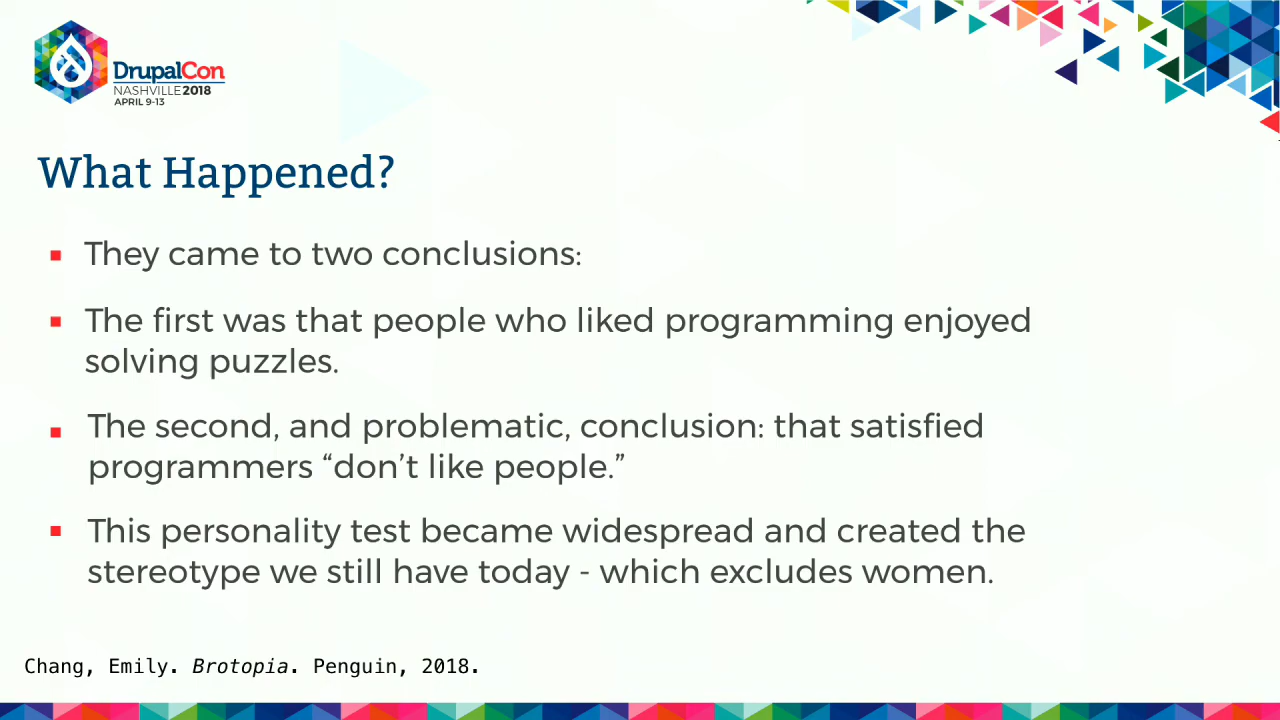 DrupalCon
NASHVILLE 2018
APRIL 9-13
What Happened?
▪ They came to two conclusions:
▪ The first was that people who liked programming enjoyed
solving puzzles.
▪ The second, and problematic, conclusion: that satisfied
programmers “don’t like people.”
▪ This personality test became widespread and created the
stereotype we still have today - which excludes women.
Chang, Emily. Brotopia. Penguin, 2018.